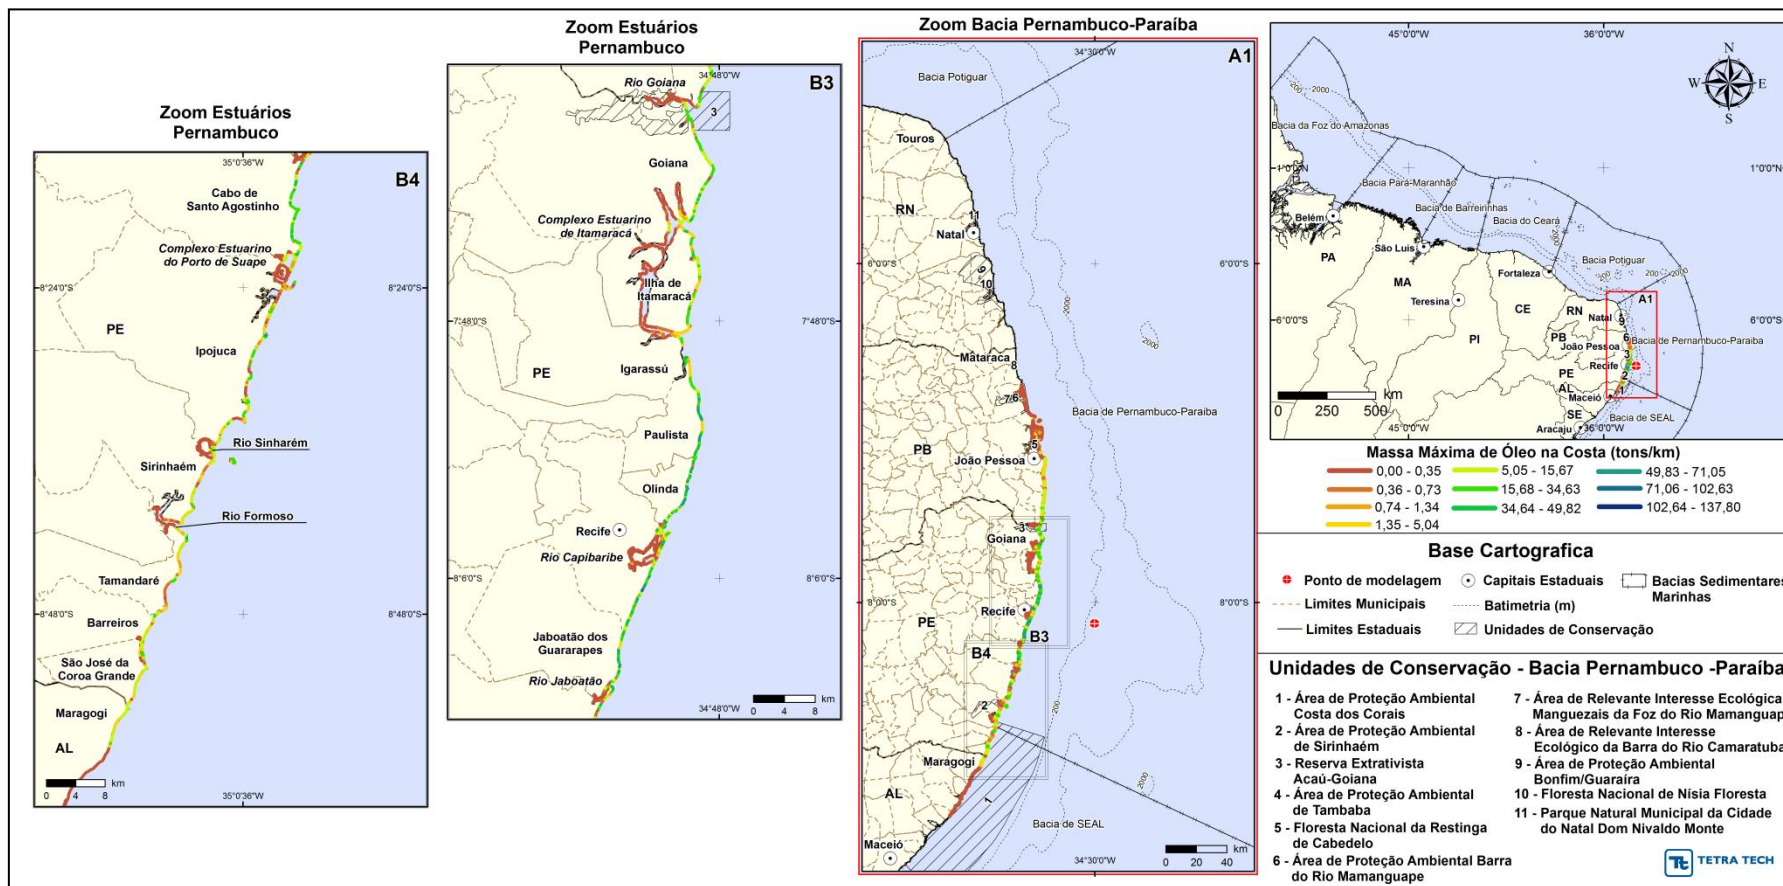 Zoom Estuários
Pernambuco
35°0'36"W
B4
Cabo de
Santo Agostinho
Complexo Estuarino
do Porto de Suape
8°24'0"S
8°24'0"S
PE
Ipojuca
Rio Sinharém
Sirinhaém
Rio Formoso
Tamandaré
8°48'0"S
8°48'0"S
Barreiros
São José da
Coroa Grande
Maragogi
AL
0 4 8 km
35°0'36"W
Zoom Estuários
Pernambuco
34°48'0"W
B3
Rio Goiana
3
Goiana
Complexo Estuarino
de Itamaracá
Ilha de
Itamaracá
7°48'0"S
7°48'0"S
Igarassú
PE
Paulista
Olinda
Recife
Rio Capibaribe
8°6'0"S
8°6'0"S
Jaboatão dos
Guararapes
Rio Jaboatão
0 4 8 km
34°48'0"W
Zoom Bacia Pernambuco-Paraíba
34°30'0"W
A1
Bacia Potiguar
Touros
RN
11
Natal
9
10
6°0'0"S
6°0'0"S
-2000
2000
Mataraca
8
7 6
Bacia de Pernambuco-Paraiba
PB
5
João Pessoa
3
Goiana
8°0'0"S
8°0'0"S
Recife
PE
B3
B4
2
200
Maragogi
2000
AL
1
Bacia de SEAL
Maceió
0 20 40 km
34°30'0"W
45°0'0"W
36°0'0"W
N
W E
S
200
2000
Bacia da Foz do Amazonas
1°0'0"N
1°0'0"N
Bacia Pará-Maranhão
Bacia de Barreirinhas
Bacia do Ceará
Belém
2000
São Luis
Bacia Potiguar
PA
Fortaleza
200
200
2000
MA
Teresina
CE
A1
RN
Natal
9
6°0'0"S
6°0'0"S
PI
PB
João Pessoa
6
3
Bacia de Pernambuco-Paraiba
Recife
PE
2
AL
Maceió
1
SE
Bacia de SEAL
Aracaju
0 250 500 km
45°0'0"W
36°0'0"W
Massa Máxima de Óleo na Costa (tons/km)
0,00 - 0,35
0,36 - 0,73
0,74 - 1,34
1,35 - 5,04
5,05 - 15,67
15,68 - 34,63
34,64 - 49,82
49,83 - 71,05
71,06 - 102,63
102,64 - 137,80
Base Cartografica
Ponto de modelagem
Limites Municipais
Limites Estaduais
Capitais Estaduais
Batimetria (m)
Unidades de Conservação
Bacias Sedimentares
Marinhas
Unidades de Conservação - Bacia Pernambuco -Paraíba
1 - Área de Proteção Ambiental
Costa dos Corais
2 - Área de Proteção Ambiental
de Sirinhaém
3 - Reserva Extrativista
Acaú-Goiana
4 - Área de Proteção Ambiental
de Tambaba
5 - Floresta Nacional da Restinga
de Cabedelo
6 - Área de Proteção Ambiental Barra
do Rio Mamanguape
7 - Área de Relevante Interesse Ecológica
Manguezais da Foz do Rio Mamanguap
8 - Área de Relevante Interesse
Ecológico da Barra do Rio Camaratuba
9 - Área de Proteção Ambiental
Bonfim/Guaraíra
10 - Floresta Nacional de Nísia Floresta
11 - Parque Natural Municipal da Cidade
do Natal Dom Nivaldo Monte
Tt TETRA TECH